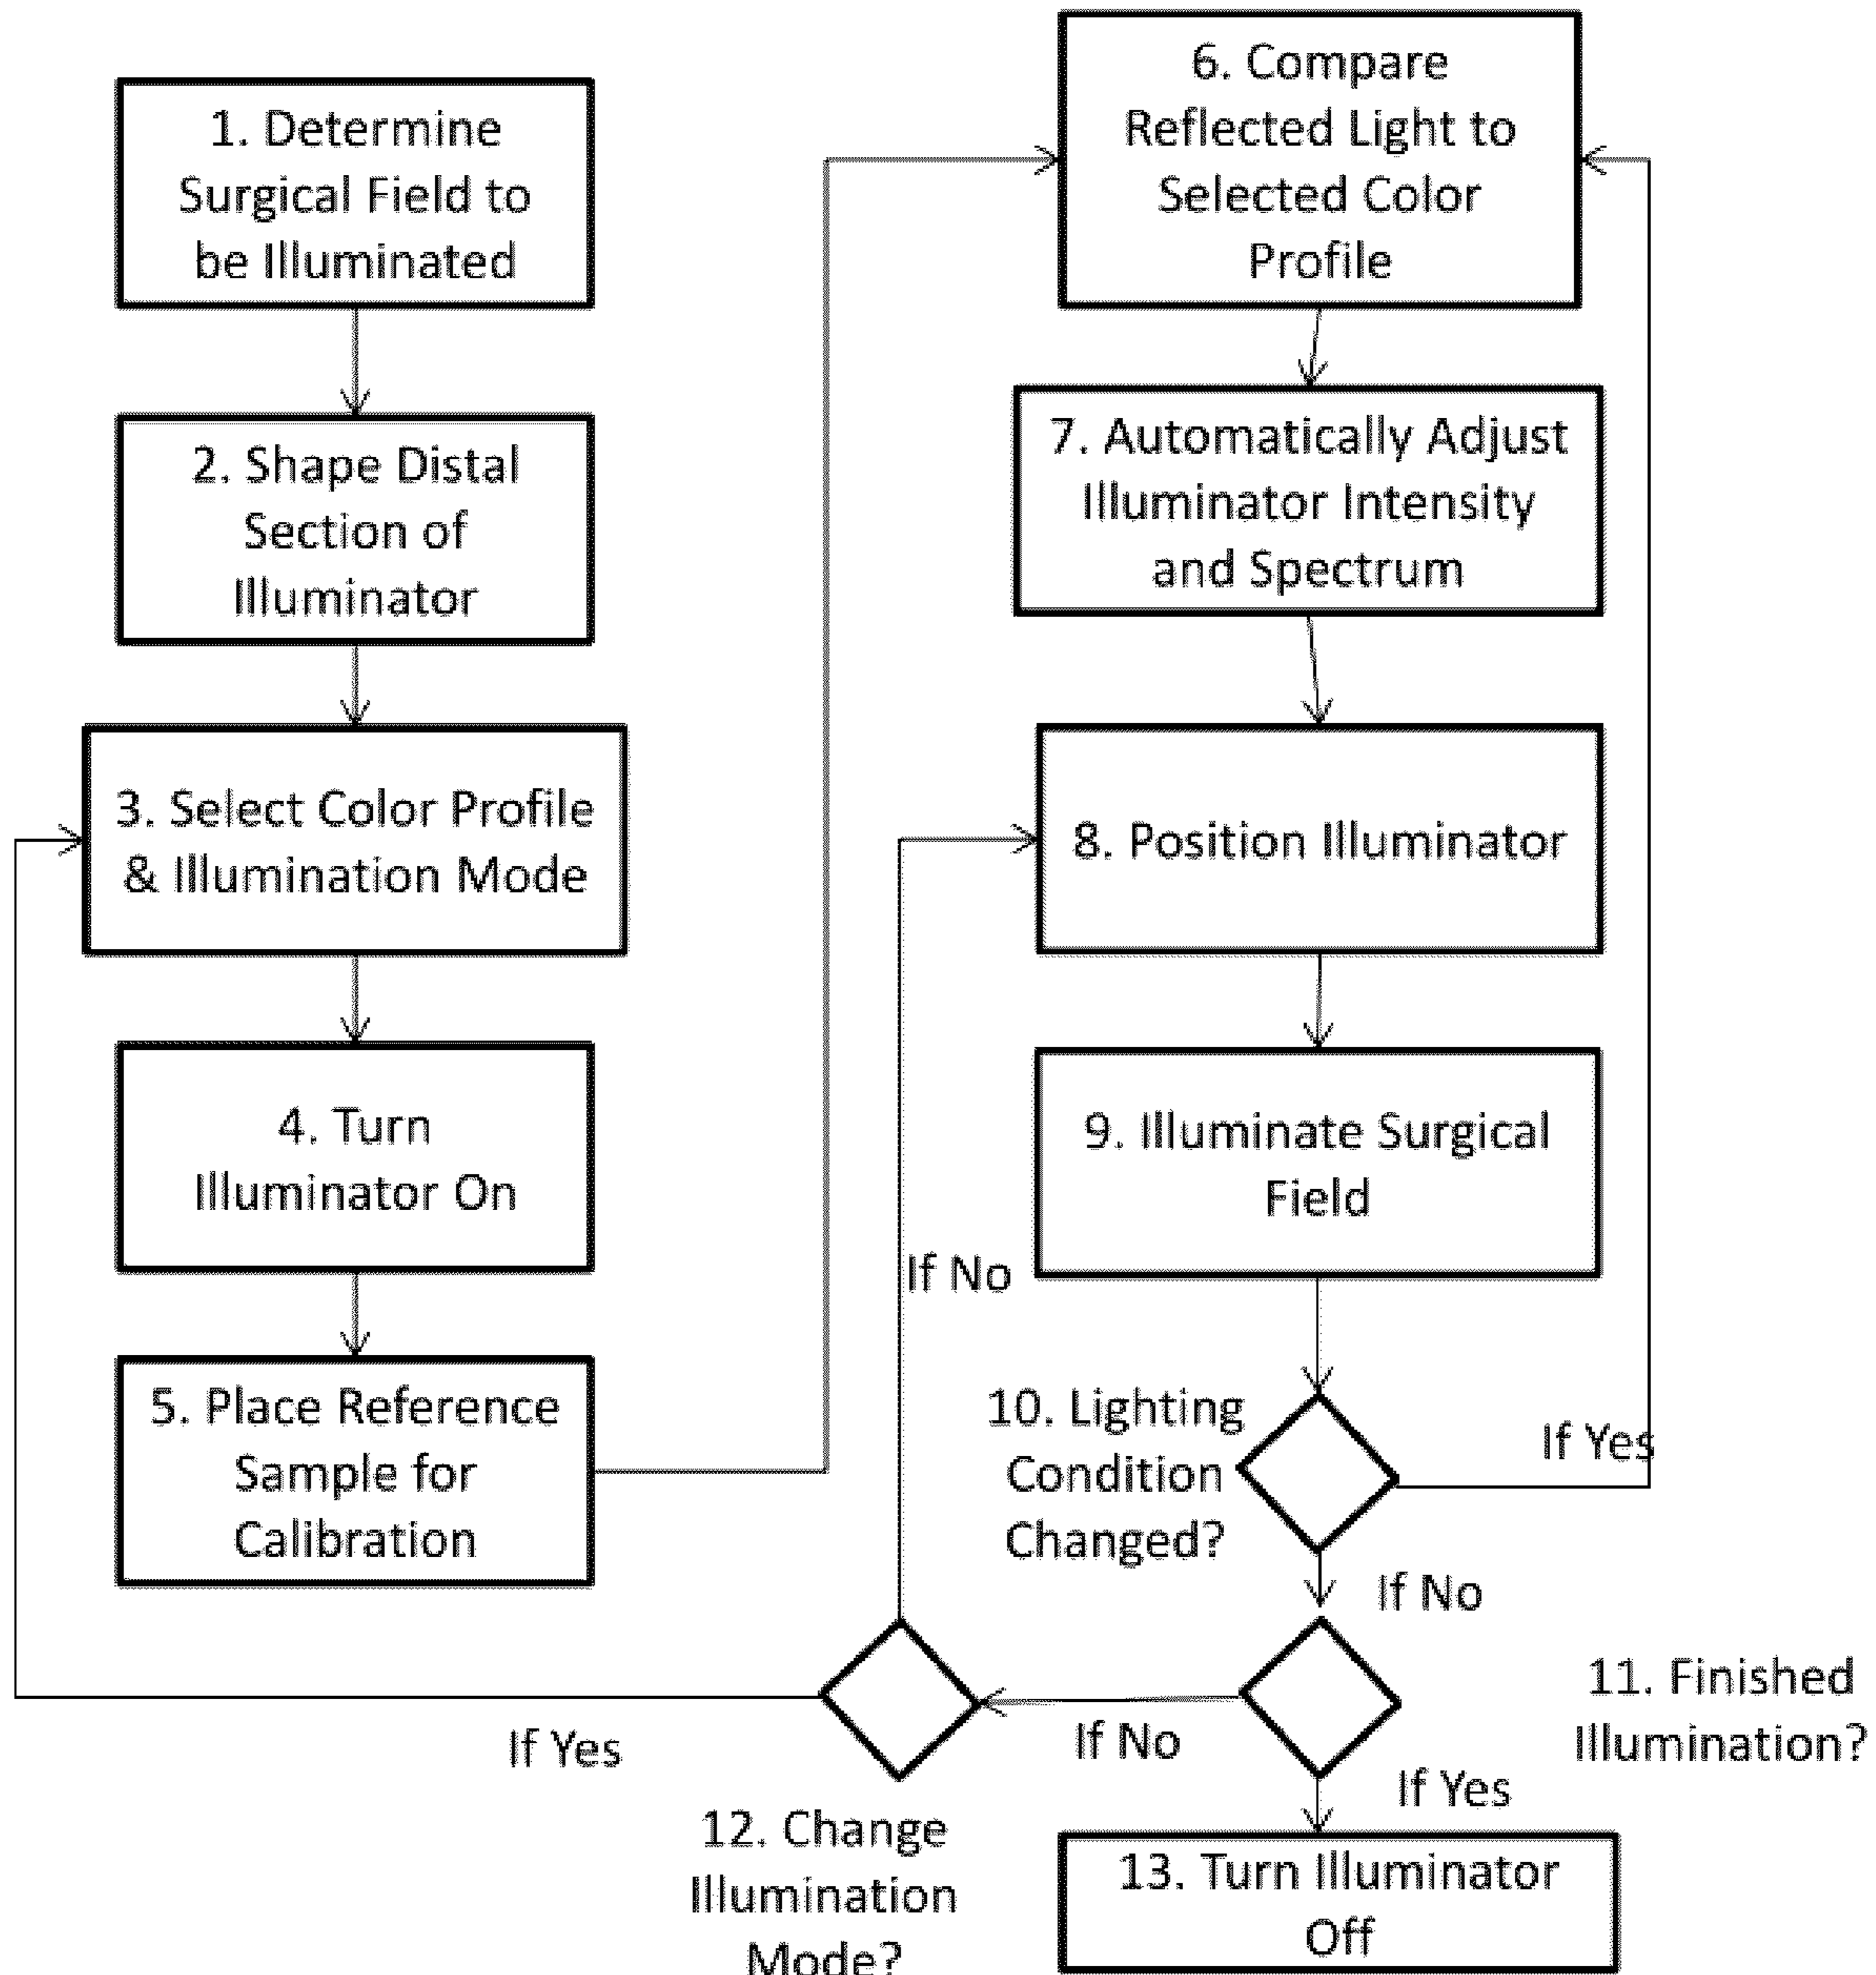 1. Determine
Surgical Field to
be Illuminated
2. Shape Distal
Section of
Illuminator
3. Select Color Profile
& Illumination Mode
4. Turn
Illuminator On
5. Place Reference
Sample for
Calibration
6. Compare
Reflected Light to
Selected Color
Profile
7. Automatically Adjust
Illuminator Intensity
and Spectrum
8. Position Illuminator
9. Illuminate Surgical
Field
If No
10. Lighting
Condition
Changed?
If Yes
If No
11. Finished
Illumination?
If No
If Yes
If Yes
12. Change
Illumination
Mode?
13. Turn Illuminator
Off